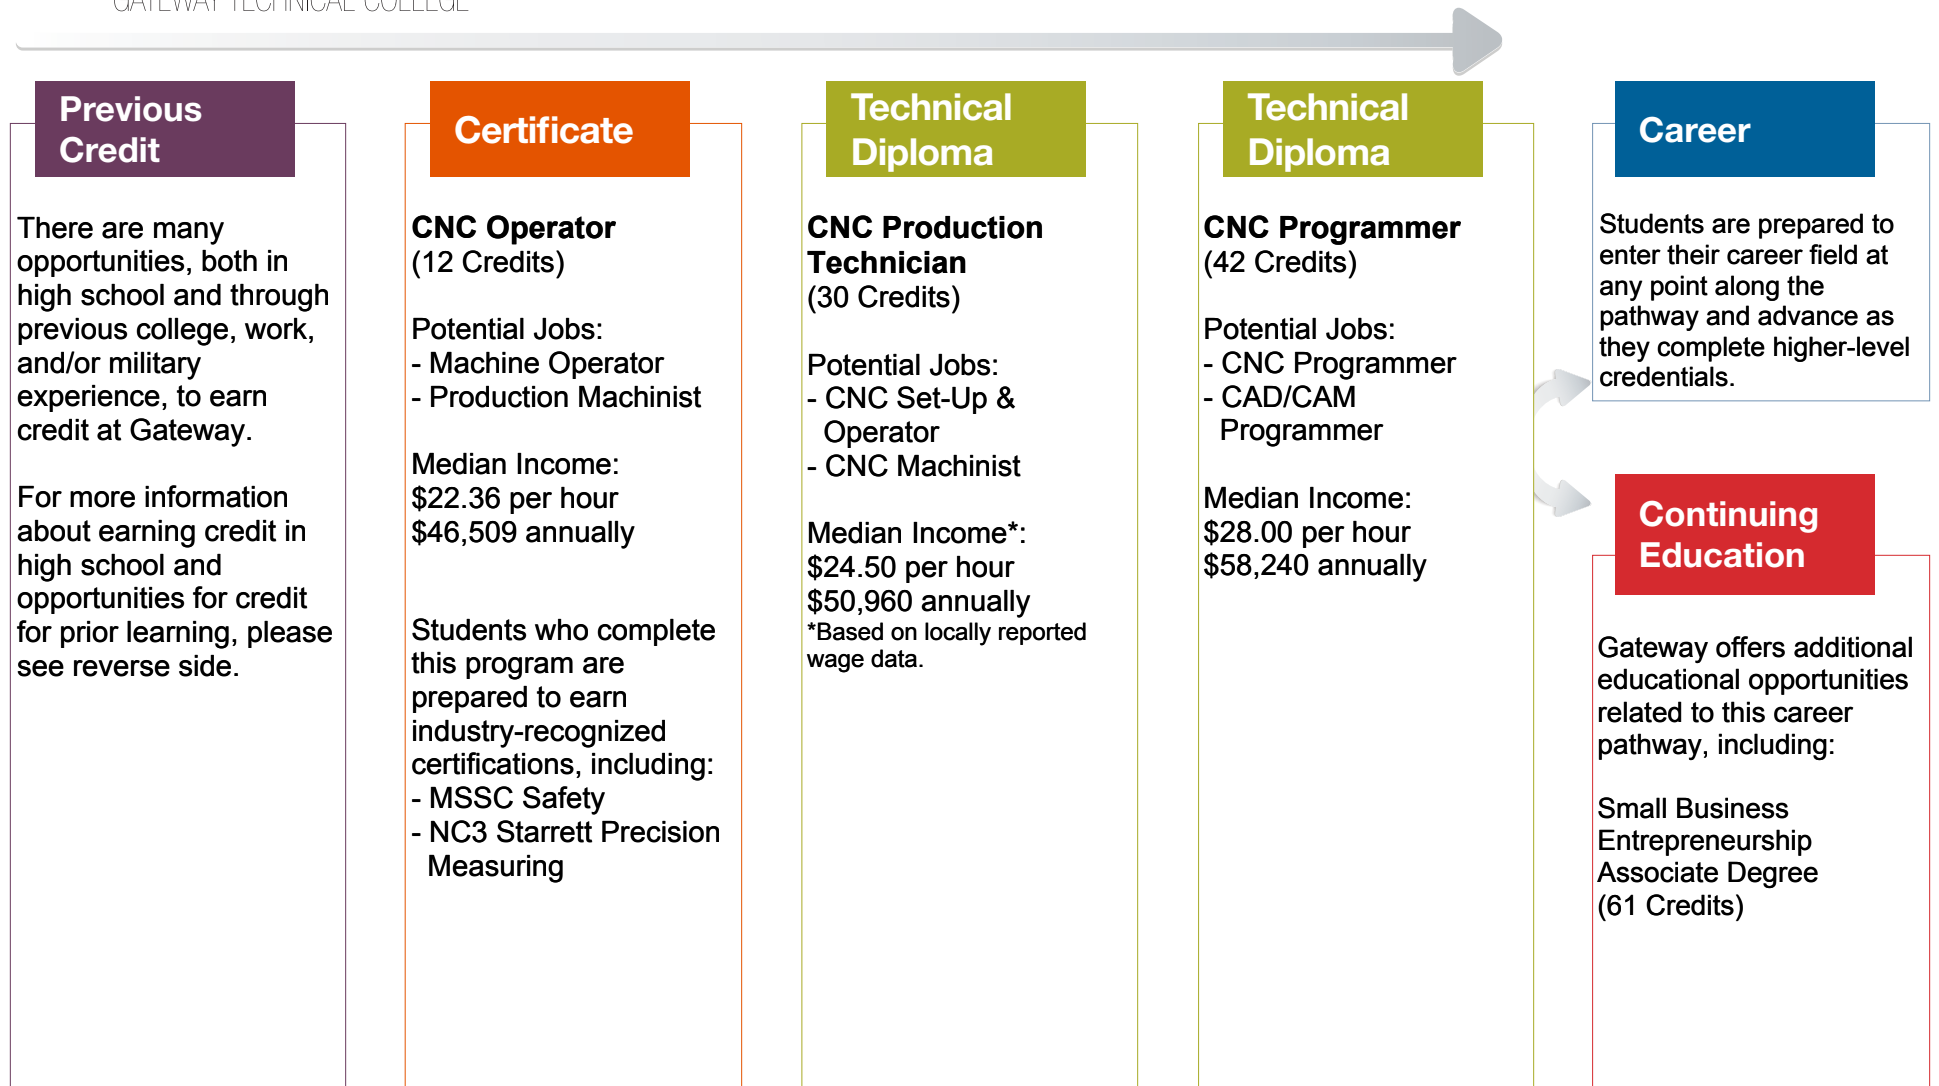 GATEWAY TECHNICAL COLLEGE
Previous
Credit
There are many
opportunities, both in
high school and through
previous college, work,
and/or military
experience, to earn
credit at Gateway.
For more information
about earning credit in
high school and
opportunities for credit
for prior learning, please
see reverse side.
Certificate
CNC Operator
(12 Credits)
Potential Jobs:
- Machine Operator
- Production Machinist
Median Income:
$22.36 per hour
$46,509 annually
Students who complete
this program are
prepared to earn
industry-recognized
certifications, including:
- MSSC Safety
- NC3 Starrett Precision
Measuring
Technical
Diploma
CNC Production
Technician
(30 Credits)
Potential Jobs:
- CNC Set-Up &
Operator
- CNC Machinist
Median Income*:
$24.50 per hour
$50,960 annually
*Based on locally reported
wage data.
Technical
Diploma
CNC Programmer
(42 Credits)
Potential Jobs:
- CNC Programmer
- CAD/CAM
Programmer
Median Income:
$28.00 per hour
$58,240 annually
Career
Students are prepared to
enter their career field at
any point along the
pathway and advance as
they complete higher-level
credentials.
Continuing
Education
Gateway offers additional
educational opportunities
related to this career
pathway, including:
Small Business
Entrepreneurship
Associate Degree
(61 Credits)